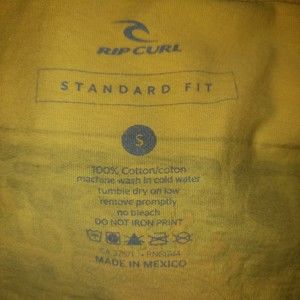 RIP CURL
STANDARD FIT
S
100% Cotton/coton
machine wash in cold water
tumble dry on low
remove promptly
no bleach
DO NOT IRON PRINT
MADE IN MEXICO